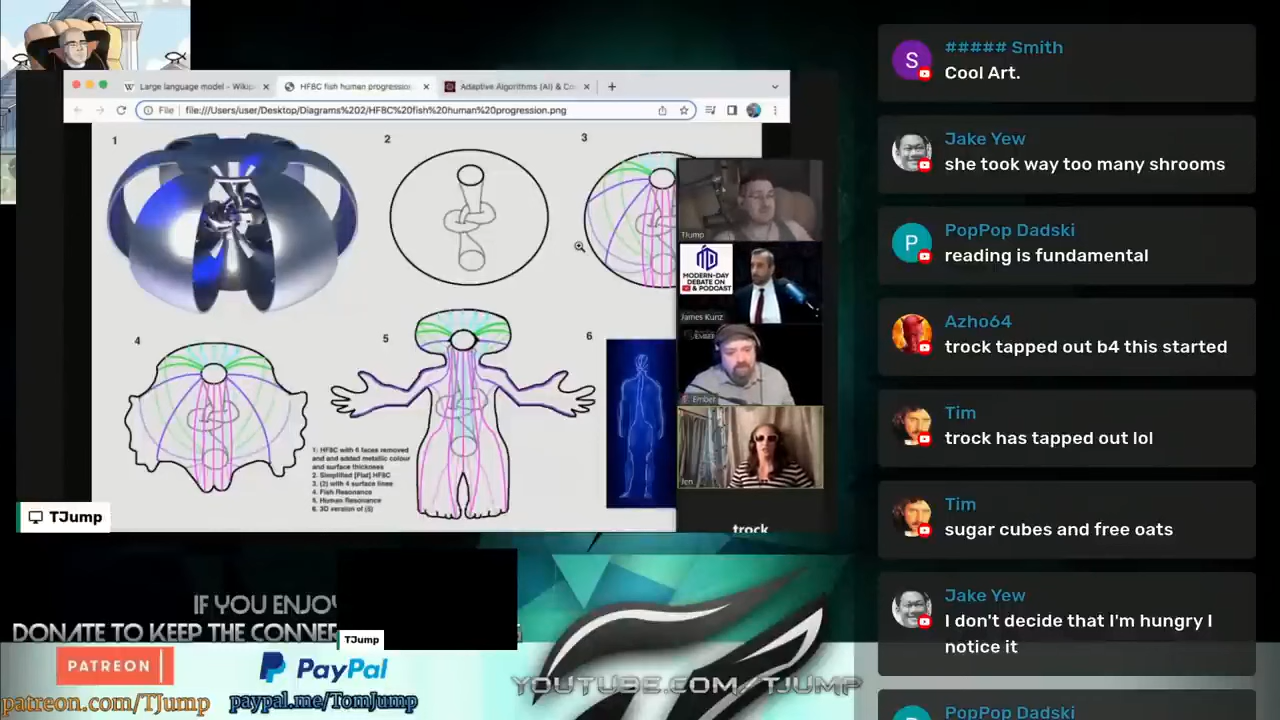 Large language model - Wikip
HFBC fish human progression
Adaptive Algorithms (AI) & Co
File
file:///Users/user/Desktop/Diagrams%202/HFBC%20fish%20human%20progression.png
1
2
3
4
5
6
1: HFBC with 6 faces removed
and and added metallic colour
and surface thickness
2. Simplified [Flat] HFBC
3. (2) with 4 surface lines
4. Fish Resonance
5. Human Resonance
6. 3D version of (5)
TJump
MODERN-DAY
DEBATE ON
& PODCAST
James Kunz
Ember
Jen
trock
TJump
IF YOU ENJOY
DONATE TO KEEP THE CONVER
TJump
PATREON
PayPal
patreon.com/TJump
paypal.me/TomJump
YOUTUBE.COM/TJUMP
S
##### Smith
Cool Art.
Jake Yew
she took way too many shrooms
P
PopPop Dadski
reading is fundamental
Azho64
trock tapped out b4 this started
Tim
trock has tapped out lol
Tim
sugar cubes and free oats
Jake Yew
I don't decide that I'm hungry I
notice it
PopPop Dadski